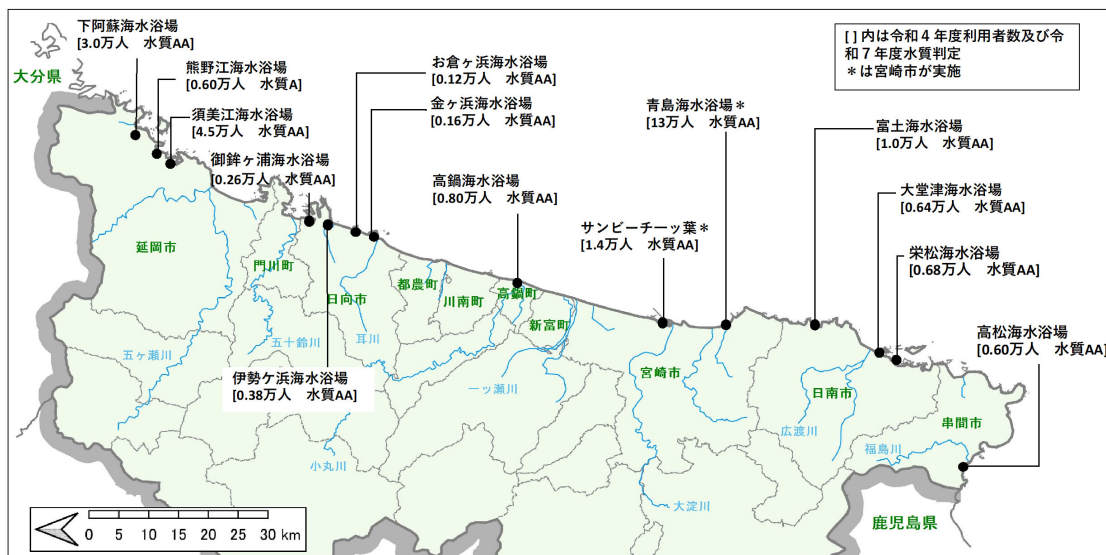 下阿蘇海水浴場
[3.0万人　水質AA]
大分県
熊野江海水浴場
[0.60万人　水質A]
須美江海水浴場
[4.5万人　水質AA]
御鉾ヶ浦海水浴場
[0.26万人　水質AA]
お倉ヶ浜海水浴場
[0.12万人　水質AA]
金ヶ浜海水浴場
[0.16万人　水質AA]
高鍋海水浴場
[0.80万人　水質AA]
青島海水浴場＊
[13万人　水質AA]
サンビーチ一ッ葉＊
[1.4万人　水質AA]
[ ] 内は令和４年度利用者数及び令
和７年度水質判定
＊は宮崎市が実施
富土海水浴場
[1.0万人　水質AA]
大堂津海水浴場
[0.64万人　水質AA]
栄松海水浴場
[0.68万人　水質AA]
高松海水浴場
[0.60万人　水質AA]
伊勢ケ浜海水浴場
[0.38万人　水質AA]
延岡市
門川町
日向市
都農町
川南町
高鍋町
新富町
宮崎市
日南市
串間市
五ヶ瀬川
五十鈴川
耳川
小丸川
一ッ瀬川
大淀川
広渡川
福島川
鹿児島県
0 5 10 15 20 25 30 km